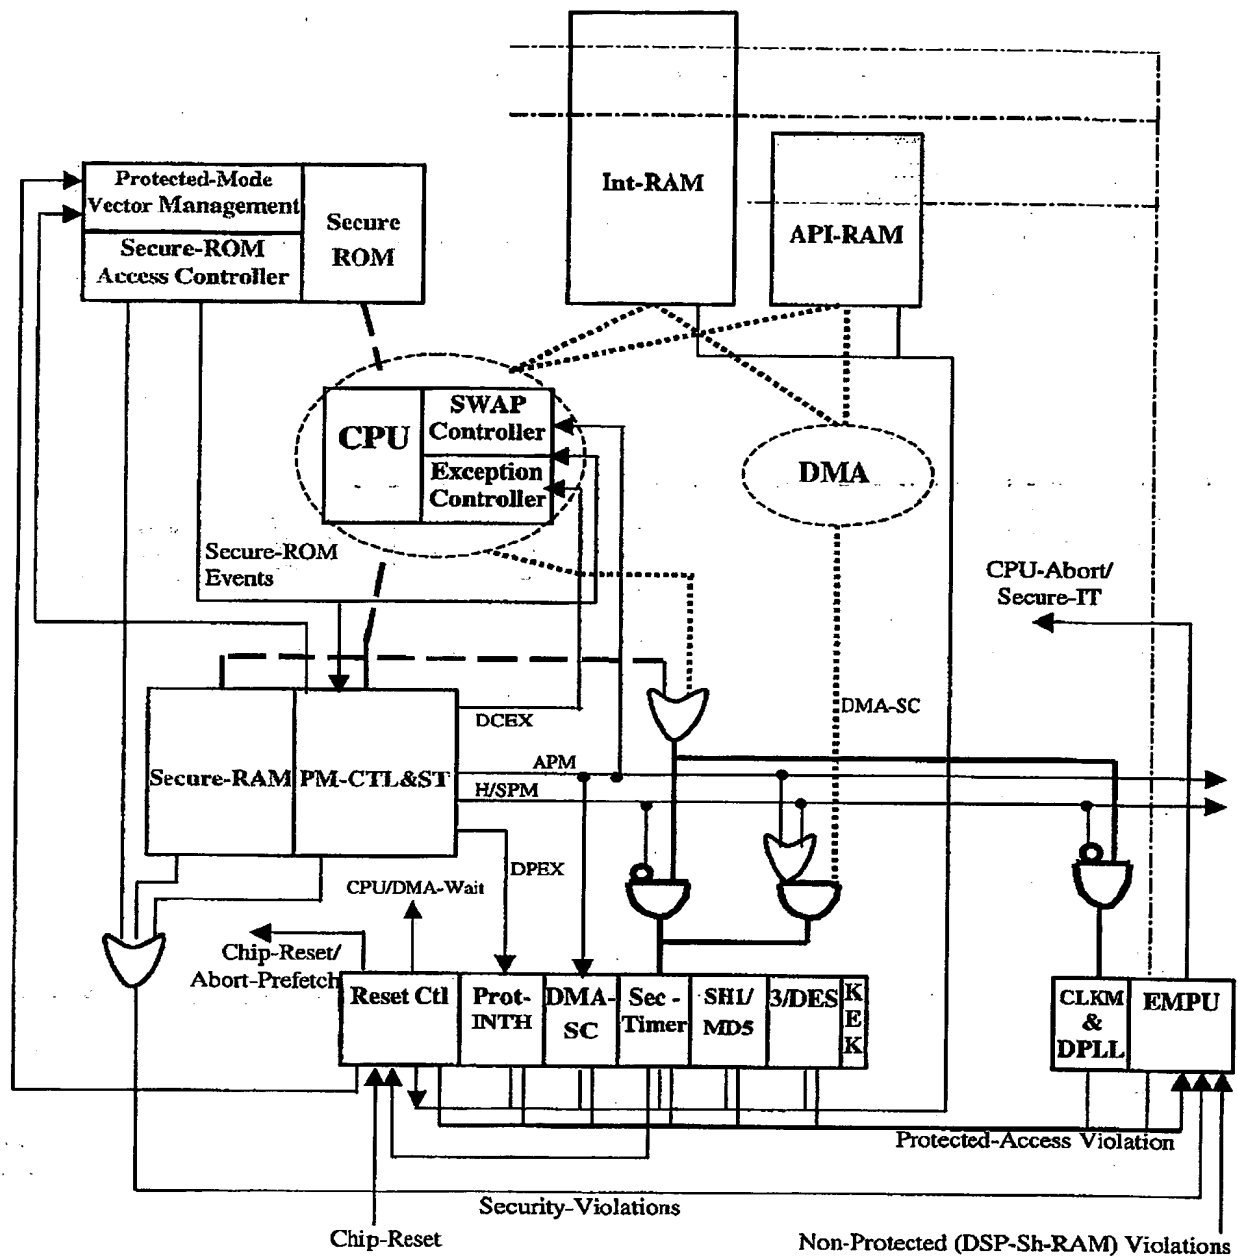 Int-RAM
API-RAM
Protected-Mode
Vector Management
Secure-ROM
Access Controller
Secure
ROM
CPU
SWAP
Controller
Exception
Controller
DMA
Secure-ROM
Events
CPU-Abort/
Secure-IT
DMA-SC
DCEX
APM
H/SPM
Secure-RAM
PM-CTL&ST
DPEX
CPU/DMA-Wait
Chip-Reset/
Abort-Prefetch
Reset Ctl
Prot-
INTH
DMA-
SC
Sec -
Timer
SH1/
MD5
3/DES
K
E
K
CLKM
&
DPLL
EMPU
Protected-Access Violation
Security-Violations
Chip-Reset
Non-Protected (DSP-Sh-RAM) Violations